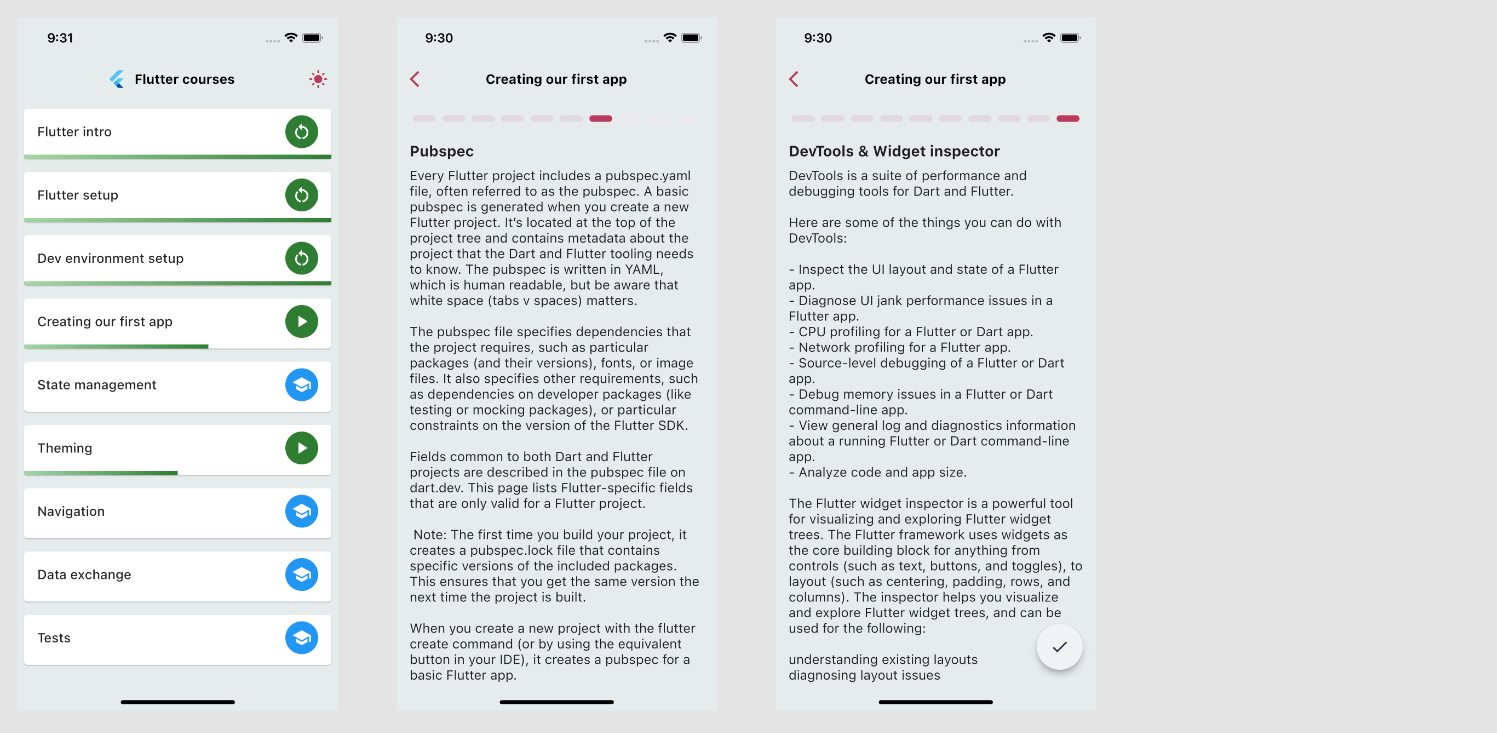 9:31
Flutter courses
Flutter intro
Flutter setup
Dev environment setup
Creating our first app
State management
Theming
Navigation
Data exchange
Tests
9:30
Creating our first app
Pubspec
Every Flutter project includes a pubspec.yaml
file, often referred to as the pubspec. A basic
pubspec is generated when you create a new
Flutter project. It's located at the top of the
project tree and contains metadata about the
project that the Dart and Flutter tooling needs
to know. The pubspec is written in YAML,
which is human readable, but be aware that
white space (tabs v spaces) matters.
The pubspec file specifies dependencies that
the project requires, such as particular
packages (and their versions), fonts, or image
files. It also specifies other requirements, such
as dependencies on developer packages (like
testing or mocking packages), or particular
constraints on the version of the Flutter SDK.
Fields common to both Dart and Flutter
projects are described in the pubspec file on
dart.dev. This page lists Flutter-specific fields
that are only valid for a Flutter project.
Note: The first time you build your project, it
creates a pubspec.lock file that contains
specific versions of the included packages.
This ensures that you get the same version the
next time the project is built.
When you create a new project with the flutter
create command (or by using the equivalent
button in your IDE), it creates a pubspec for a
basic Flutter app.
9:30
Creating our first app
DevTools & Widget inspector
DevTools is a suite of performance and
debugging tools for Dart and Flutter.
Here are some of the things you can do with
DevTools:
- Inspect the UI layout and state of a Flutter
app.
- Diagnose UI jank performance issues in a
Flutter app.
- CPU profiling for a Flutter or Dart app.
- Network profiling for a Flutter app.
- Source-level debugging of a Flutter or Dart
app.
- Debug memory issues in a Flutter or Dart
command-line app.
- View general log and diagnostics information
about a running Flutter or Dart command-line
app.
- Analyze code and app size.
The Flutter widget inspector is a powerful tool
for visualizing and exploring Flutter widget
trees. The Flutter framework uses widgets as
the core building block for anything from
controls (such as text, buttons, and toggles), to
layout (such as centering, padding, rows, and
columns). The inspector helps you visualize
and explore Flutter widget trees, and can be
used for the following:
understanding existing layouts
diagnosing layout issues